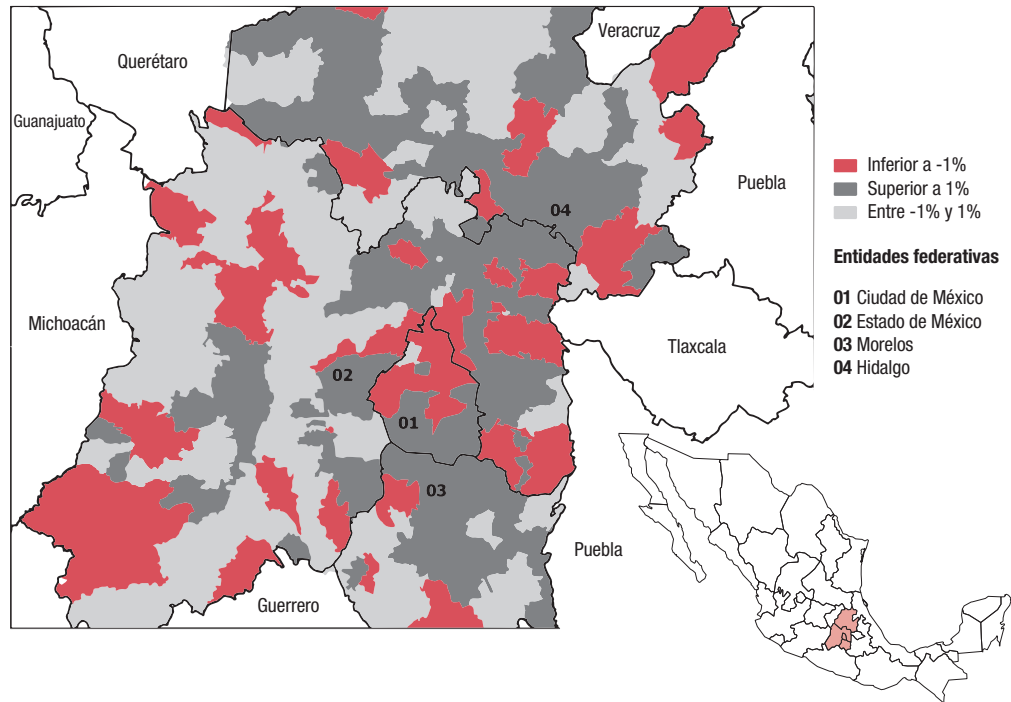 Veracruz
Querétaro
Guanajuato
Puebla
04
Michoacán
Tlaxcala
02
01
03
Puebla
Guerrero
Inferior a -1%
Superior a 1%
Entre -1% y 1%
Entidades federativas
01 Ciudad de México
02 Estado de México
03 Morelos
04 Hidalgo